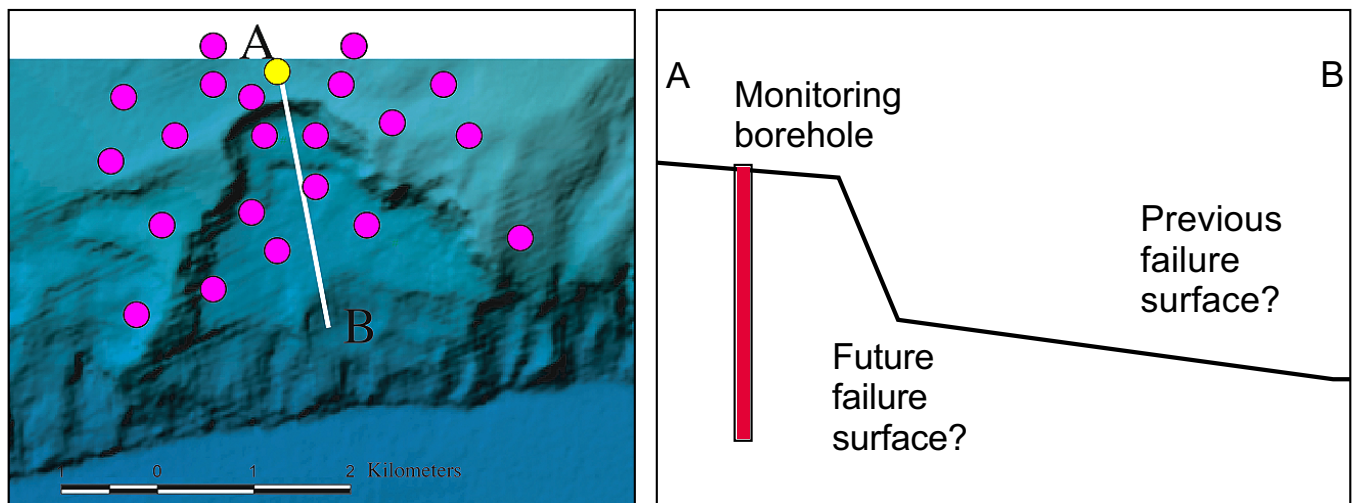 A
B
1 0 1 2 Kilometers
A
B
Monitoring
borehole
Previous
failure
surface?
Future
failure
surface?